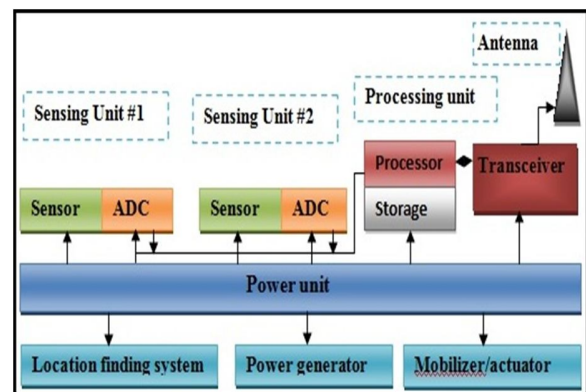 Antenna
Sensing Unit #1
Sensing Unit #2
Processing unit
Processor
Transceiver
Sensor
ADC
Sensor
ADC
Storage
Power unit
Location finding system
Power generator
Mobilizer/actuator